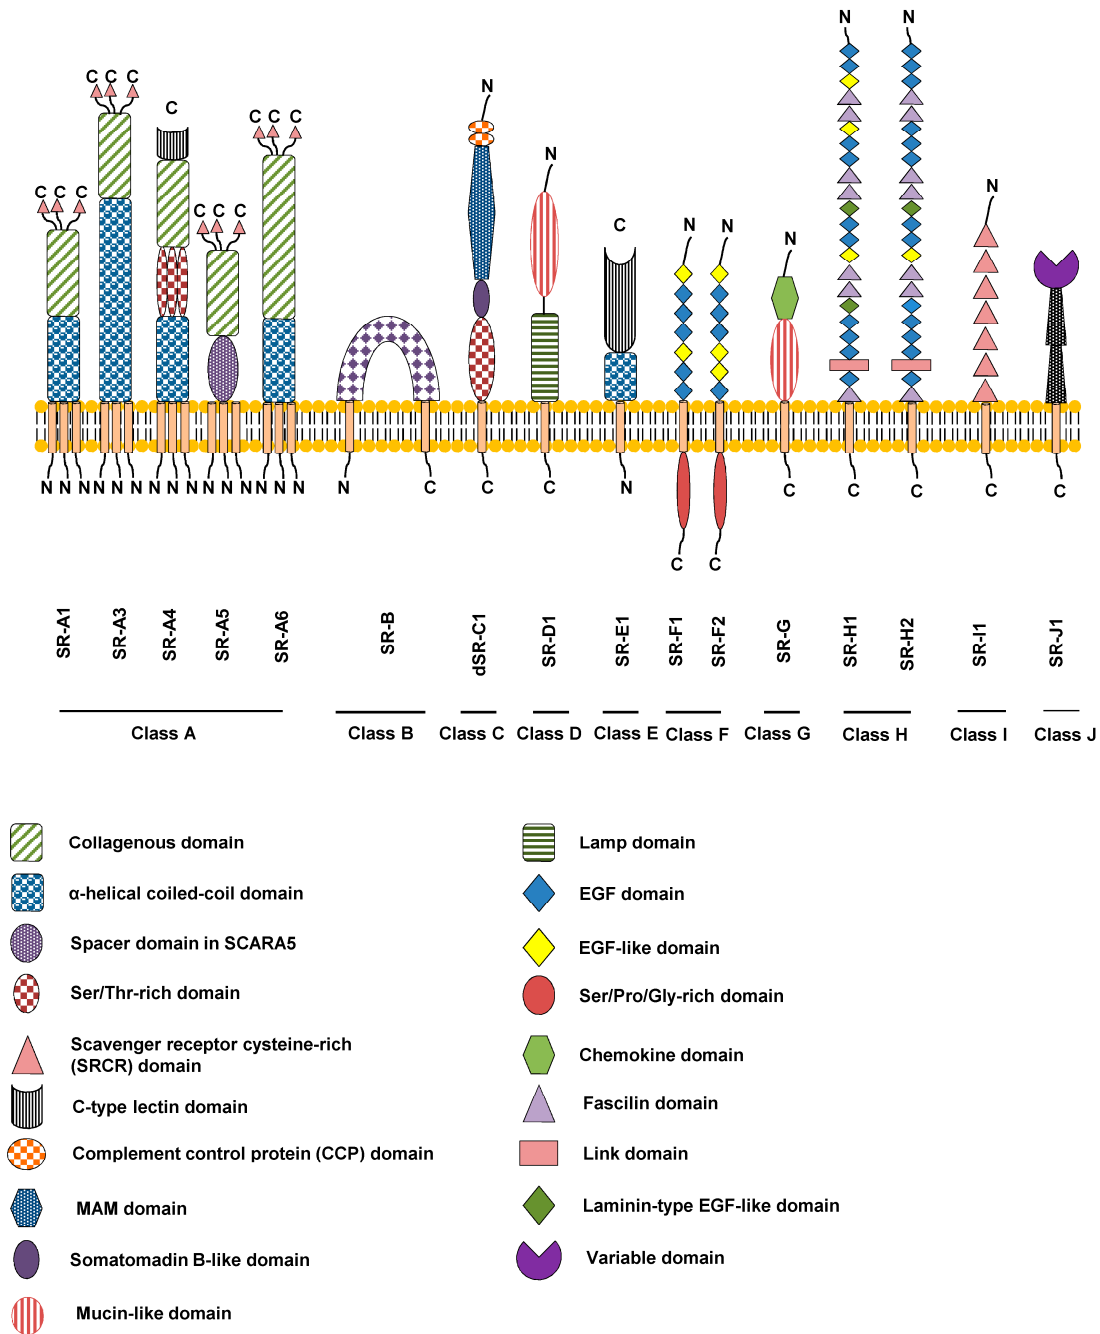 N N
C C C
N
C
C C C
N
C C C
N
C C C
C
N N
N
N N N N N N N N N N N N N N N
N C C C N C C C C C
C C
SR-A1 SR-A3 SR-A4 SR-A5 SR-A6 SR-B dSR-C1 SR-D1 SR-E1 SR-F1 SR-F2 SR-G SR-H1 SR-H2 SR-I1 SR-J1
Class A Class B Class C Class D Class E Class F Class G Class H Class I Class J
Collagenous domain
α-helical coiled-coil domain
Spacer domain in SCARA5
Ser/Thr-rich domain
Scavenger receptor cysteine-rich
(SRCR) domain
C-type lectin domain
Complement control protein (CCP) domain
MAM domain
Somatomadin B-like domain
Mucin-like domain
Lamp domain
EGF domain
EGF-like domain
Ser/Pro/Gly-rich domain
Chemokine domain
Fascilin domain
Link domain
Laminin-type EGF-like domain
Variable domain